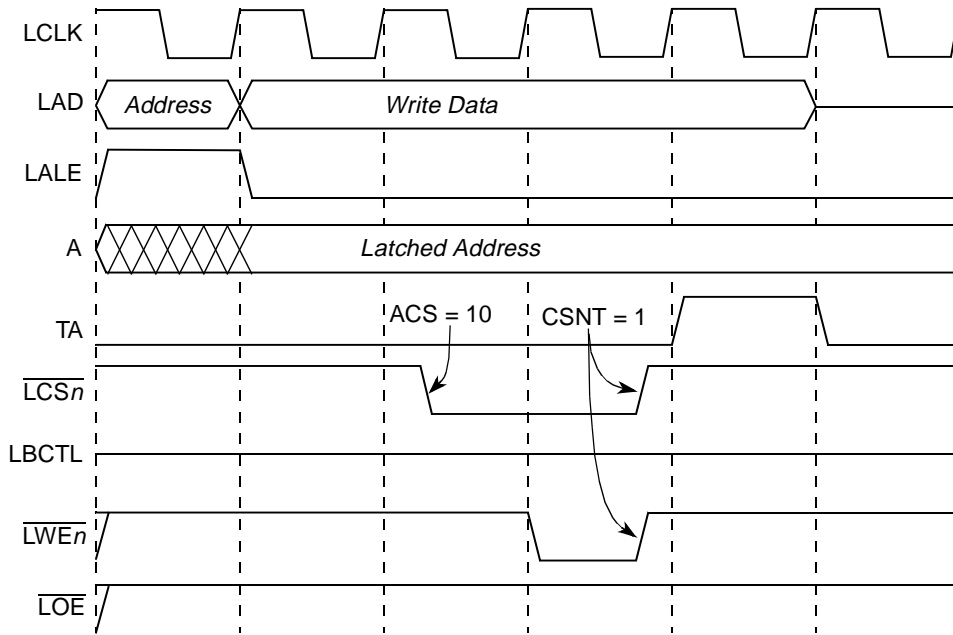 LCLK
LAD Address Write Data
LALE
A Latched Address
TA ACS = 10 CSNT = 1
LCSn
LBCTL
LWEn
LOE